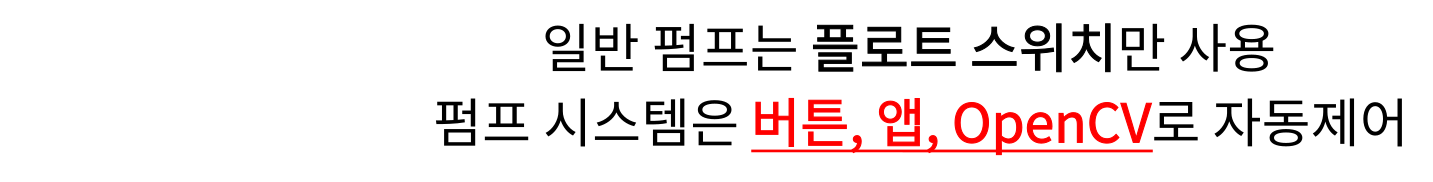 일반 펌프는 플로트 스위치만 사용
펌프 시스템은 버튼, 앱, OpenCV로 자동제어